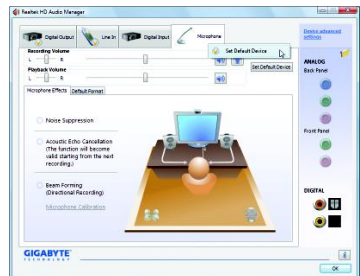 Realtek HD Audio Manager
Digital Output
Line In
Digital Input
Microphone
Device advanced settings
Set Default Device
Recording Volume
L R
Set Default Device
Playback Volume
L R
ANALOG
Back Panel
Microphone Effects
Default Format
Noise Suppression
Front Panel
Acoustic Echo Cancellation
(The function will become
valid starting from the next
recording.)
Beam Forming
(Directional Recording)
Microphone Calibration
DIGITAL
GIGABYTE
TECHNOLOGY
OK